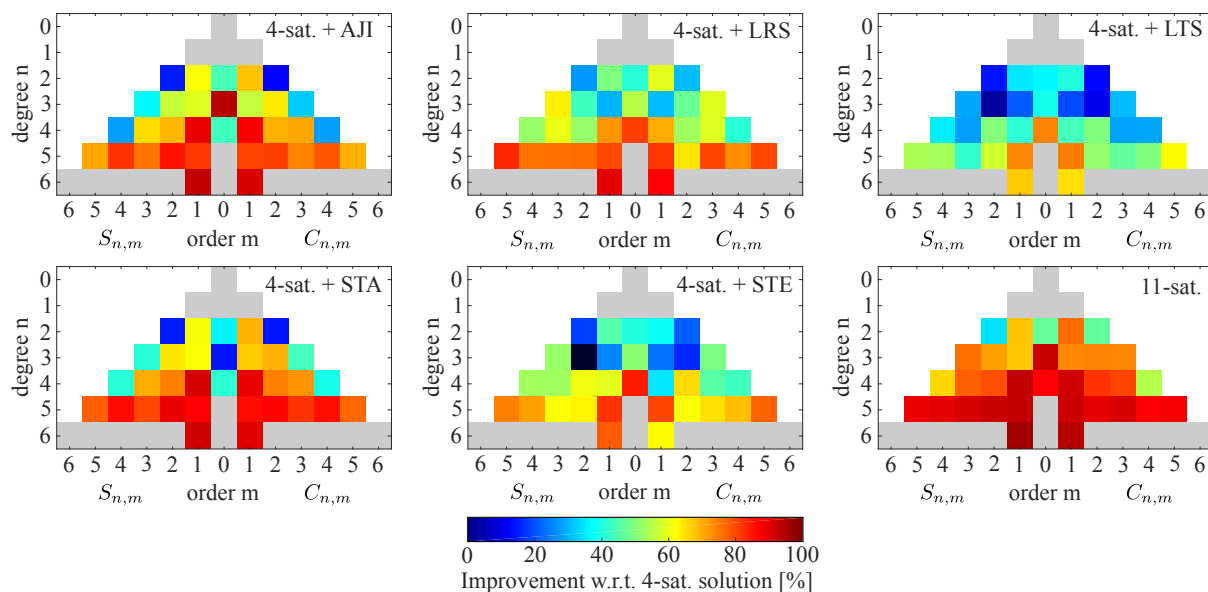 4-sat. + AJI
degree n
0
1
2
3
4
5
6
6 5 4 3 2 1 0 1 2 3 4 5 6
S_{n,m} order m C_{n,m}
4-sat. + LRS
degree n
0
1
2
3
4
5
6
6 5 4 3 2 1 0 1 2 3 4 5 6
S_{n,m} order m C_{n,m}
4-sat. + LTS
degree n
0
1
2
3
4
5
6
6 5 4 3 2 1 0 1 2 3 4 5 6
S_{n,m} order m C_{n,m}
4-sat. + STA
degree n
0
1
2
3
4
5
6
6 5 4 3 2 1 0 1 2 3 4 5 6
S_{n,m} order m C_{n,m}
4-sat. + STE
degree n
0
1
2
3
4
5
6
6 5 4 3 2 1 0 1 2 3 4 5 6
S_{n,m} order m C_{n,m}
11-sat.
degree n
0
1
2
3
4
5
6
6 5 4 3 2 1 0 1 2 3 4 5 6
S_{n,m} order m C_{n,m}
0 20 40 60 80 100
Improvement w.r.t. 4-sat. solution [%]